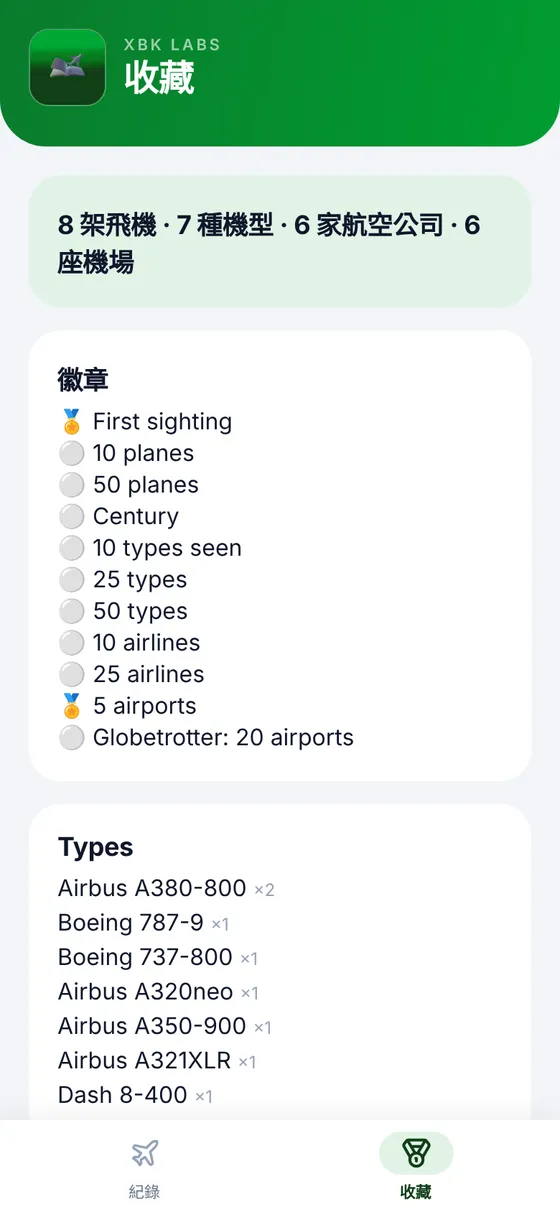 XBK LABS
收藏
8 架飛機 · 7 種機型 · 6 家航空公司 · 6
座機場
徽章
🏅 First sighting
⚪ 10 planes
⚪ 50 planes
⚪ Century
⚪ 10 types seen
⚪ 25 types
⚪ 50 types
⚪ 10 airlines
⚪ 25 airlines
🏅 5 airports
⚪ Globetrotter: 20 airports
Types
Airbus A380-800 ×2
Boeing 787-9 ×1
Boeing 737-800 ×1
Airbus A320neo ×1
Airbus A350-900 ×1
Airbus A321XLR ×1
Dash 8-400 ×1
紀錄
收藏